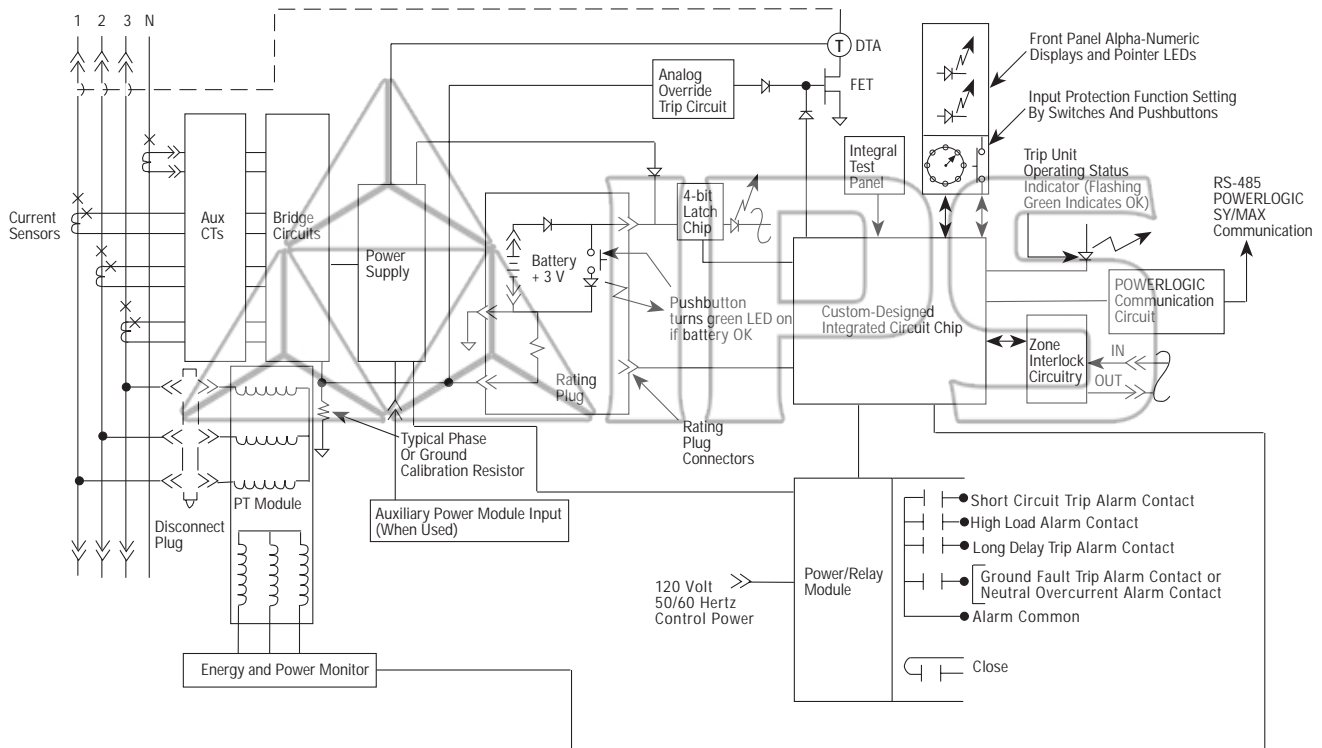 1 2 3 N
T DTA
FET
Analog
Override
Trip Circuit
Front Panel Alpha-Numeric
Displays and Pointer LEDs
Input Protection Function Setting
By Switches And Pushbuttons
Integral
Test
Panel
Trip Unit
Operating Status
Indicator (Flashing
Green Indicates OK)
RS-485
POWERLOGIC
SY/MAX
Communication
Current
Sensors
Aux
CTs
Bridge
Circuits
Power
Supply
Battery
+ 3 V
4-bit
Latch
Chip
Pushbutton
turns green LED on
if battery OK
Custom-Designed
Integrated Circuit Chip
POWERLOGIC
Communication
Circuit
Zone
Interlock
Circuitry
IN
OUT
Rating
Plug
Rating
Plug
Connectors
Typical Phase
Or Ground
Calibration Resistor
PT Module
Disconnect
Plug
Auxiliary Power Module Input
(When Used)
120 Volt
50/60 Hertz
Control Power
Power/Relay
Module
Short Circuit Trip Alarm Contact
High Load Alarm Contact
Long Delay Trip Alarm Contact
Ground Fault Trip Alarm Contact or
Neutral Overcurrent Alarm Contact
Alarm Common
Close
Energy and Power Monitor
IPS